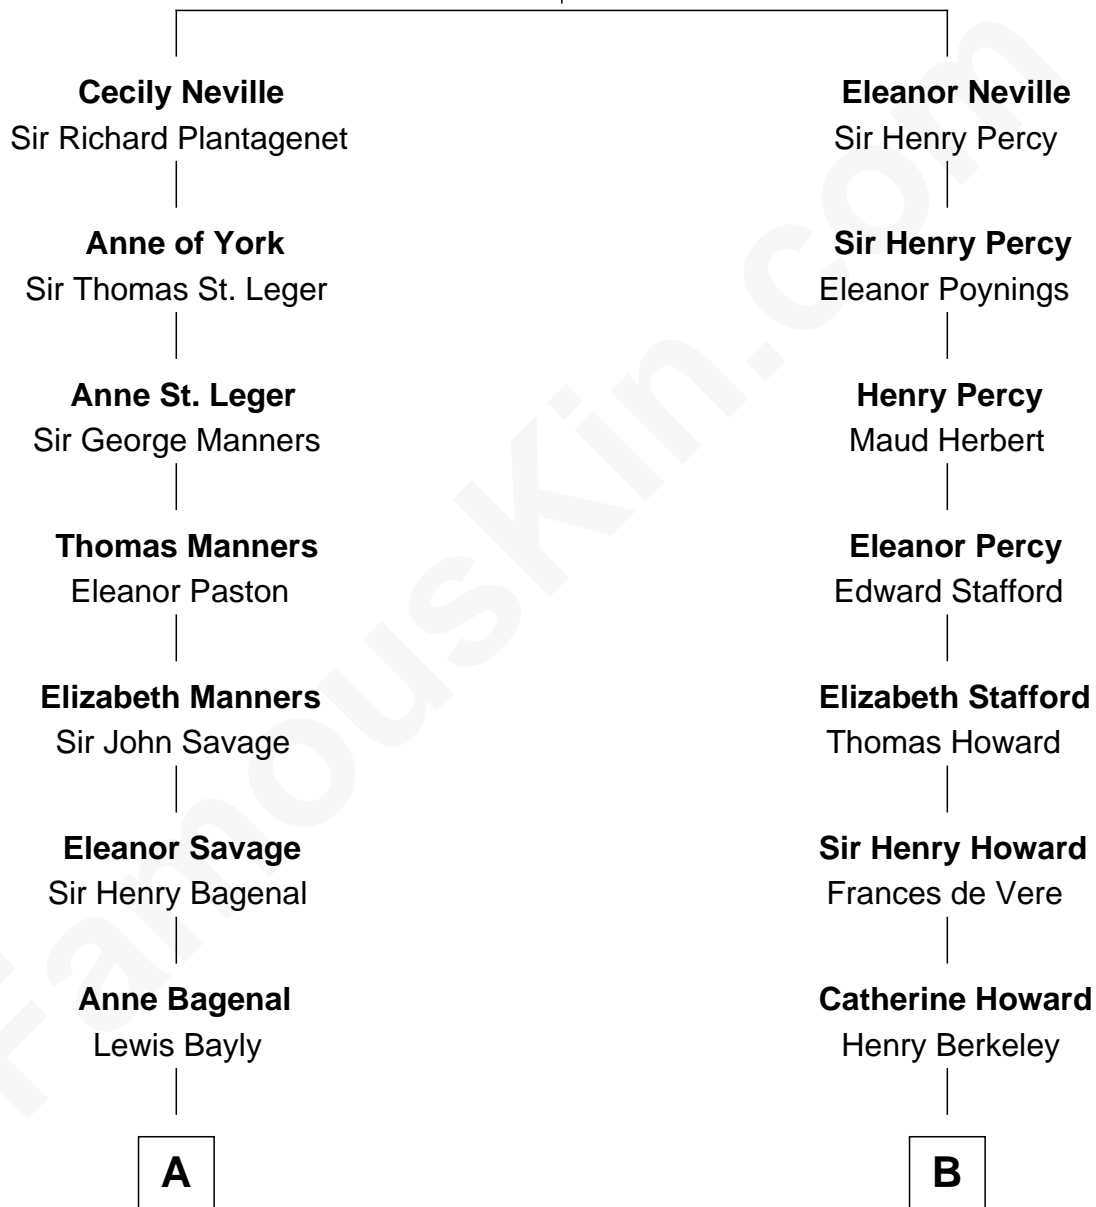 Cecily Neville
Sir Richard Plantagenet
Anne of York
Sir Thomas St. Leger
Anne St. Leger
Sir George Manners
Thomas Manners
Eleanor Paston
Elizabeth Manners
Sir John Savage
Eleanor Savage
Sir Henry Bagenal
Anne Bagenal
Lewis Bayly
A
Eleanor Neville
Sir Henry Percy
Sir Henry Percy
Eleanor Poynings
Henry Percy
Maud Herbert
Eleanor Percy
Edward Stafford
Elizabeth Stafford
Thomas Howard
Sir Henry Howard
Frances de Vere
Catherine Howard
Henry Berkeley
B
FamousKin.com